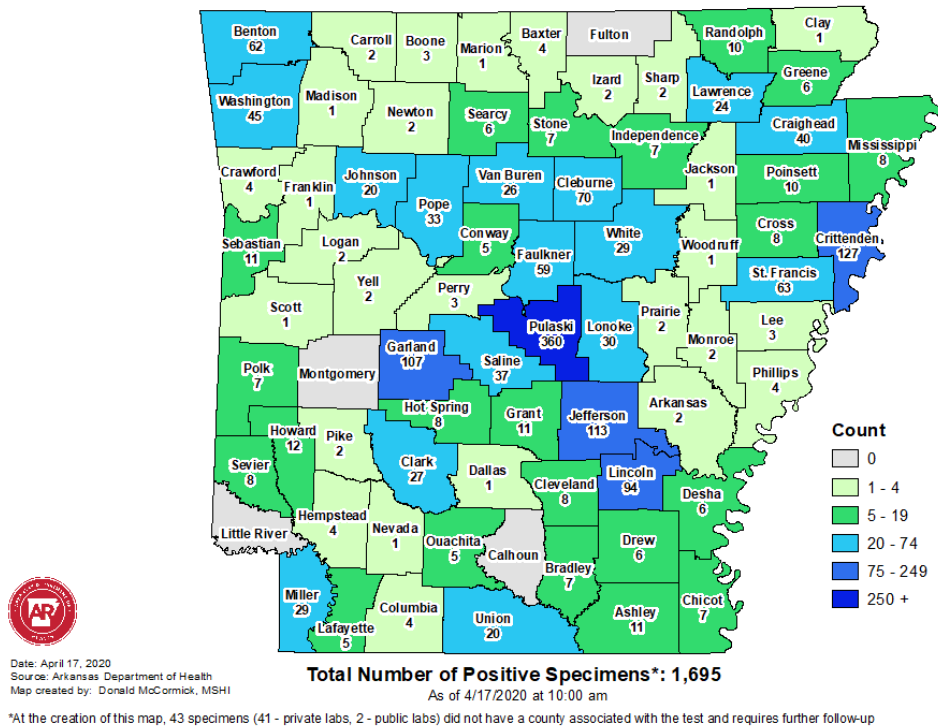 Benton
62
Carroll
2
Boone
3
Marion
1
Baxter
4
Fulton
Randolph
10
Clay
1
Washington
45
Madison
1
Newton
2
Searcy
6
Stone
7
Izard
2
Sharp
2
Lawrence
24
Greene
6
Independence
7
Craighead
40
Mississippi
8
Crawford
4
Franklin
1
Johnson
20
Pope
33
Van Buren
26
Cleburne
70
Jackson
1
Poinsett
10
Sebastian
11
Logan
2
Conway
5
Faulkner
59
White
29
Woodruff
1
Cross
8
Crittenden
127
St. Francis
63
Scott
1
Yell
2
Perry
3
Pulaski
360
Lonoke
30
Prairie
2
Monroe
2
Lee
3
Phillips
4
Polk
7
Montgomery
Garland
107
Saline
37
Hot Spring
8
Grant
11
Jefferson
113
Arkansas
2
Howard
12
Pike
2
Sevier
8
Clark
27
Dallas
1
Cleveland
8
Lincoln
94
Desha
6
Little River
Hempstead
4
Nevada
1
Ouachita
5
Calhoun
Bradley
7
Drew
6
Miller
29
Lafayette
5
Columbia
4
Union
20
Ashley
11
Chicot
7
Count
0
1 - 4
5 - 19
20 - 74
75 - 249
250 +
AR
Date: April 17, 2020
Source: Arkansas Department of Health
Map created by: Donald McCormick, MSHI
Total Number of Positive Specimens*: 1,695
As of 4/17/2020 at 10:00 am
*At the creation of this map, 43 specimens (41 - private labs, 2 - public labs) did not have a county associated with the test and requires further follow-up